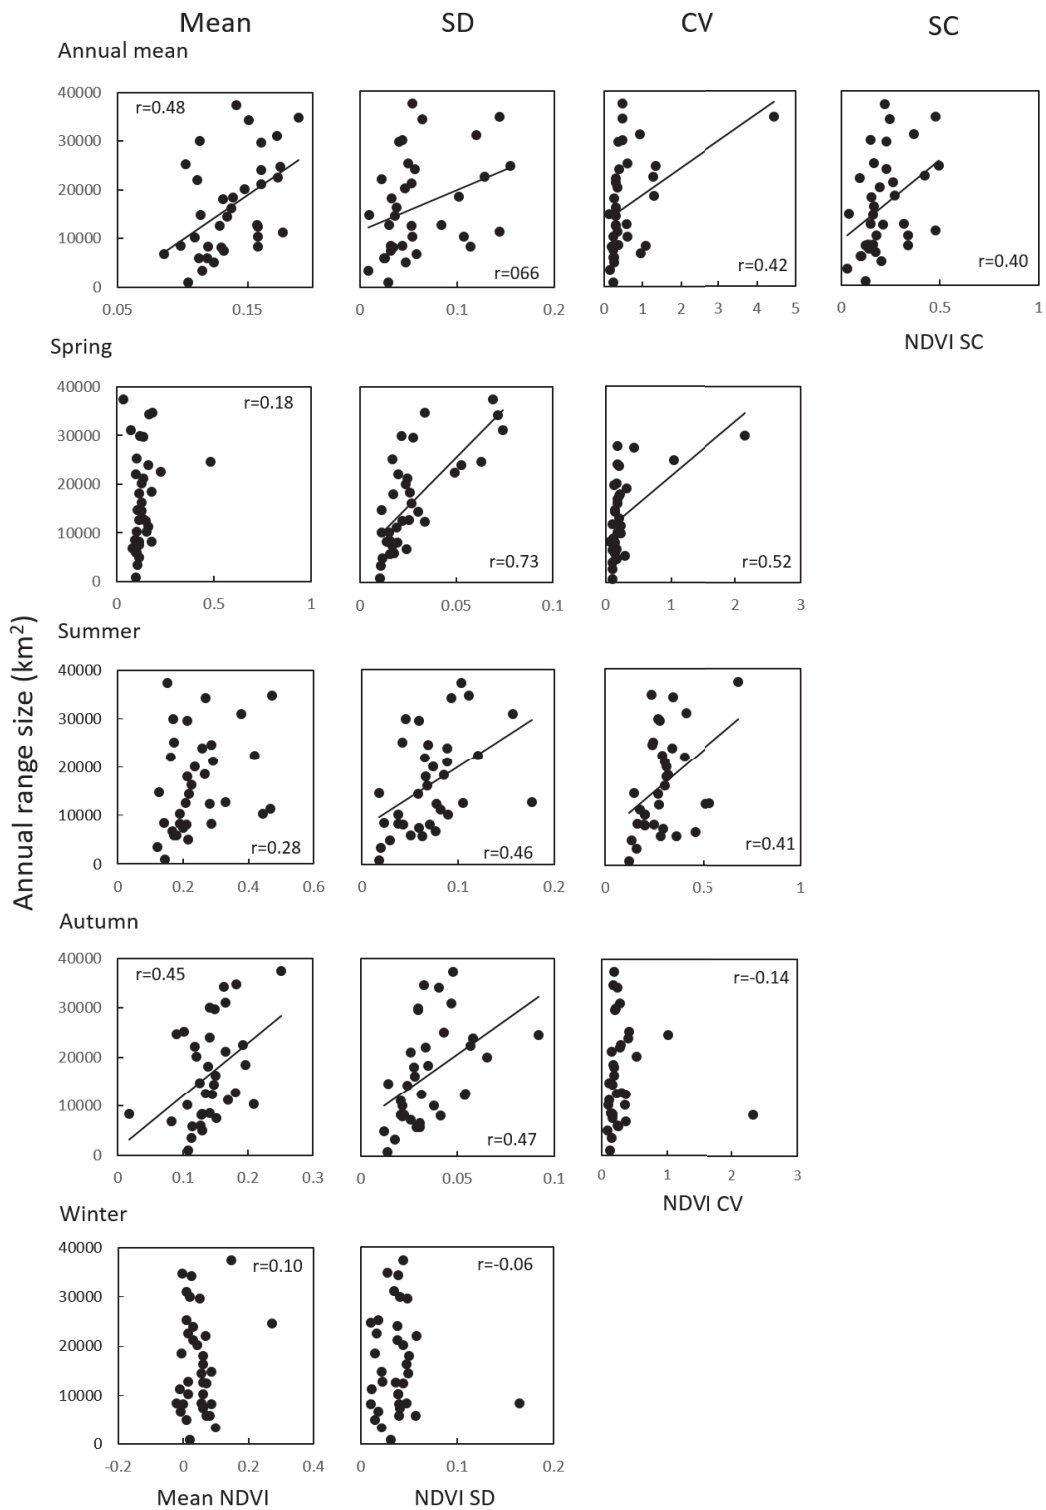 Mean SD CV SC
Annual mean
40000 30000 20000 10000 0
r=0.48
0.05 0.15
r=066
0 0.1 0.2
r=0.42
0 1 2 3 4 5
r=0.40
0 0.5 1
NDVI SC
Spring
40000 30000 20000 10000 0
r=0.18
0 0.5 1
r=0.73
0 0.05 0.1
r=0.52
0 1 2 3
Annual range size (km²)
Summer
40000 30000 20000 10000 0
r=0.28
0 0.2 0.4 0.6
r=0.46
0 0.1 0.2
r=0.41
0 0.5 1
Autumn
40000 30000 20000 10000 0
r=0.45
0 0.1 0.2 0.3
r=0.47
0 0.05 0.1
r=-0.14
0 1 2 3
NDVI CV
Winter
40000 30000 20000 10000 0
r=0.10
-0.2 0 0.2 0.4
Mean NDVI
r=-0.06
0 0.1 0.2
NDVI SD